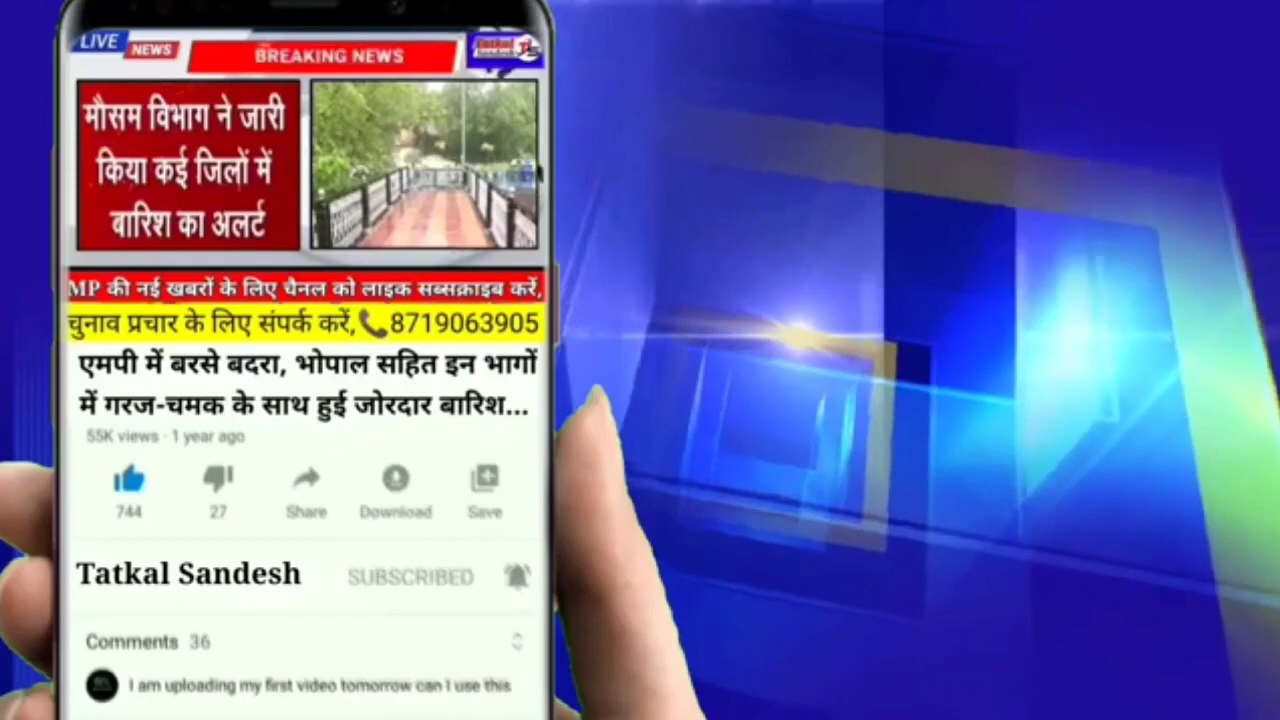 LIVE
NEWS
BREAKING NEWS
Tatkal
मौसम विभाग ने जारी
किया कई जिलों में
बारिश का अलर्ट
MP की नई खबरों के लिए चैनल को लाइक सब्सक्राइब करें,
चुनाव प्रचार के लिए संपर्क करें,📞8719063905
एमपी में बरसे बदरा, भोपाल सहित इन भागों
में गरज-चमक के साथ हुई जोरदार बारिश...
55K views · 1 year ago
744 27 Share Download Save
Tatkal Sandesh SUBSCRIBED
Comments 36
I am uploading my first video tomorrow can I use this